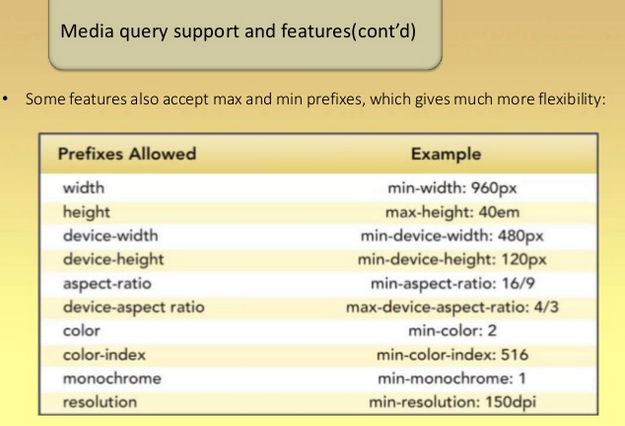 Media query support and features(cont’d)
• Some features also accept max and min prefixes, which gives much more flexibility:
Prefixes Allowed Example
width min-width: 960px
height max-height: 40em
device-width min-device-width: 480px
device-height min-device-height: 120px
aspect-ratio min-aspect-ratio: 16/9
device-aspect ratio max-device-aspect-ratio: 4/3
color min-color: 2
color-index min-color-index: 516
monochrome min-monochrome: 1
resolution min-resolution: 150dpi